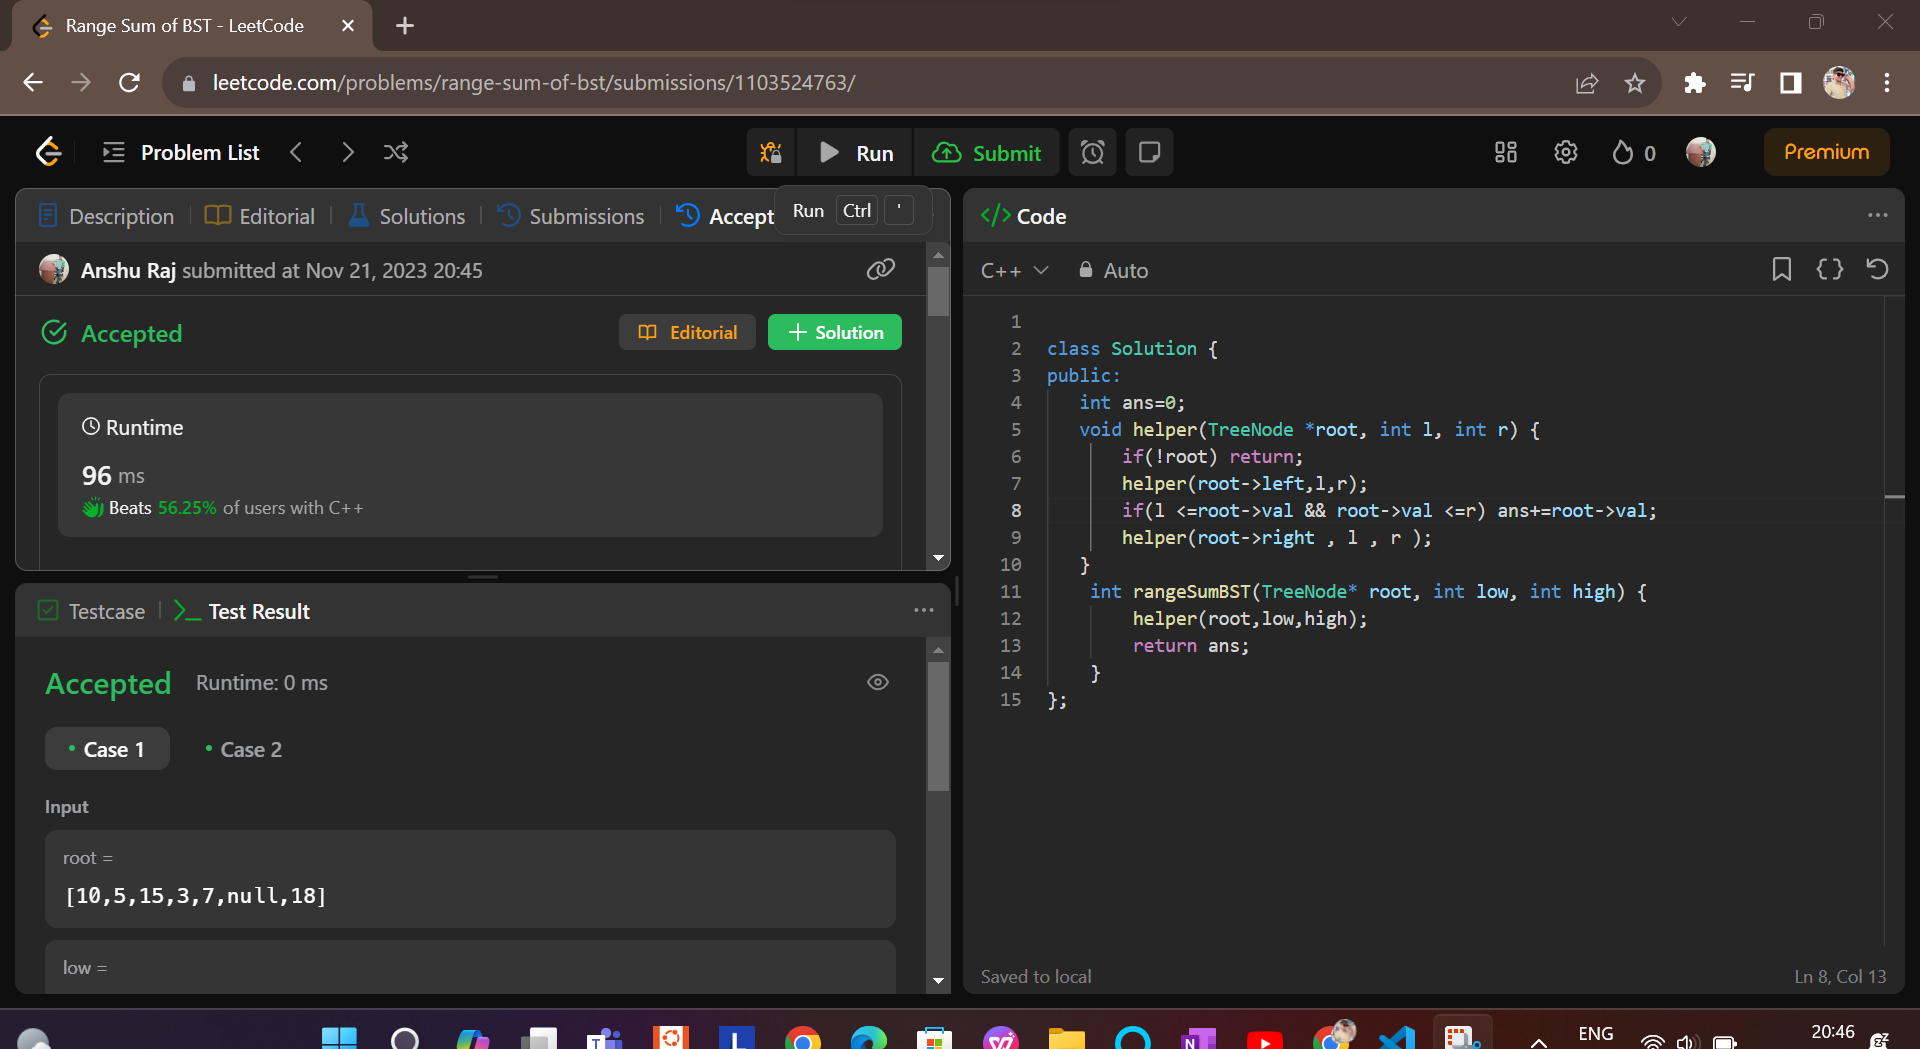 Range Sum of BST - LeetCode
leetcode.com/problems/range-sum-of-bst/submissions/1103524763/
Problem List
Run
Submit
0
Premium
Description
Editorial
Solutions
Submissions
Accept
Run Ctrl '
Anshu Raj submitted at Nov 21, 2023 20:45
Accepted
Editorial
Solution
Runtime
96 ms
Beats 56.25% of users with C++
Testcase
Test Result
Accepted Runtime: 0 ms
Case 1
Case 2
Input
root =
[10,5,15,3,7,null,18]
low =
</> Code
C++
Auto
1
2 class Solution {
3 public:
4 int ans=0;
5 void helper(TreeNode *root, int l, int r) {
6 if(!root) return;
7 helper(root->left,l,r);
8 if(l <=root->val && root->val <=r) ans+=root->val;
9 helper(root->right , l , r );
10 }
11 int rangeSumBST(TreeNode* root, int low, int high) {
12 helper(root,low,high);
13 return ans;
14 }
15 };
Saved to local
Ln 8, Col 13
ENG
20:46